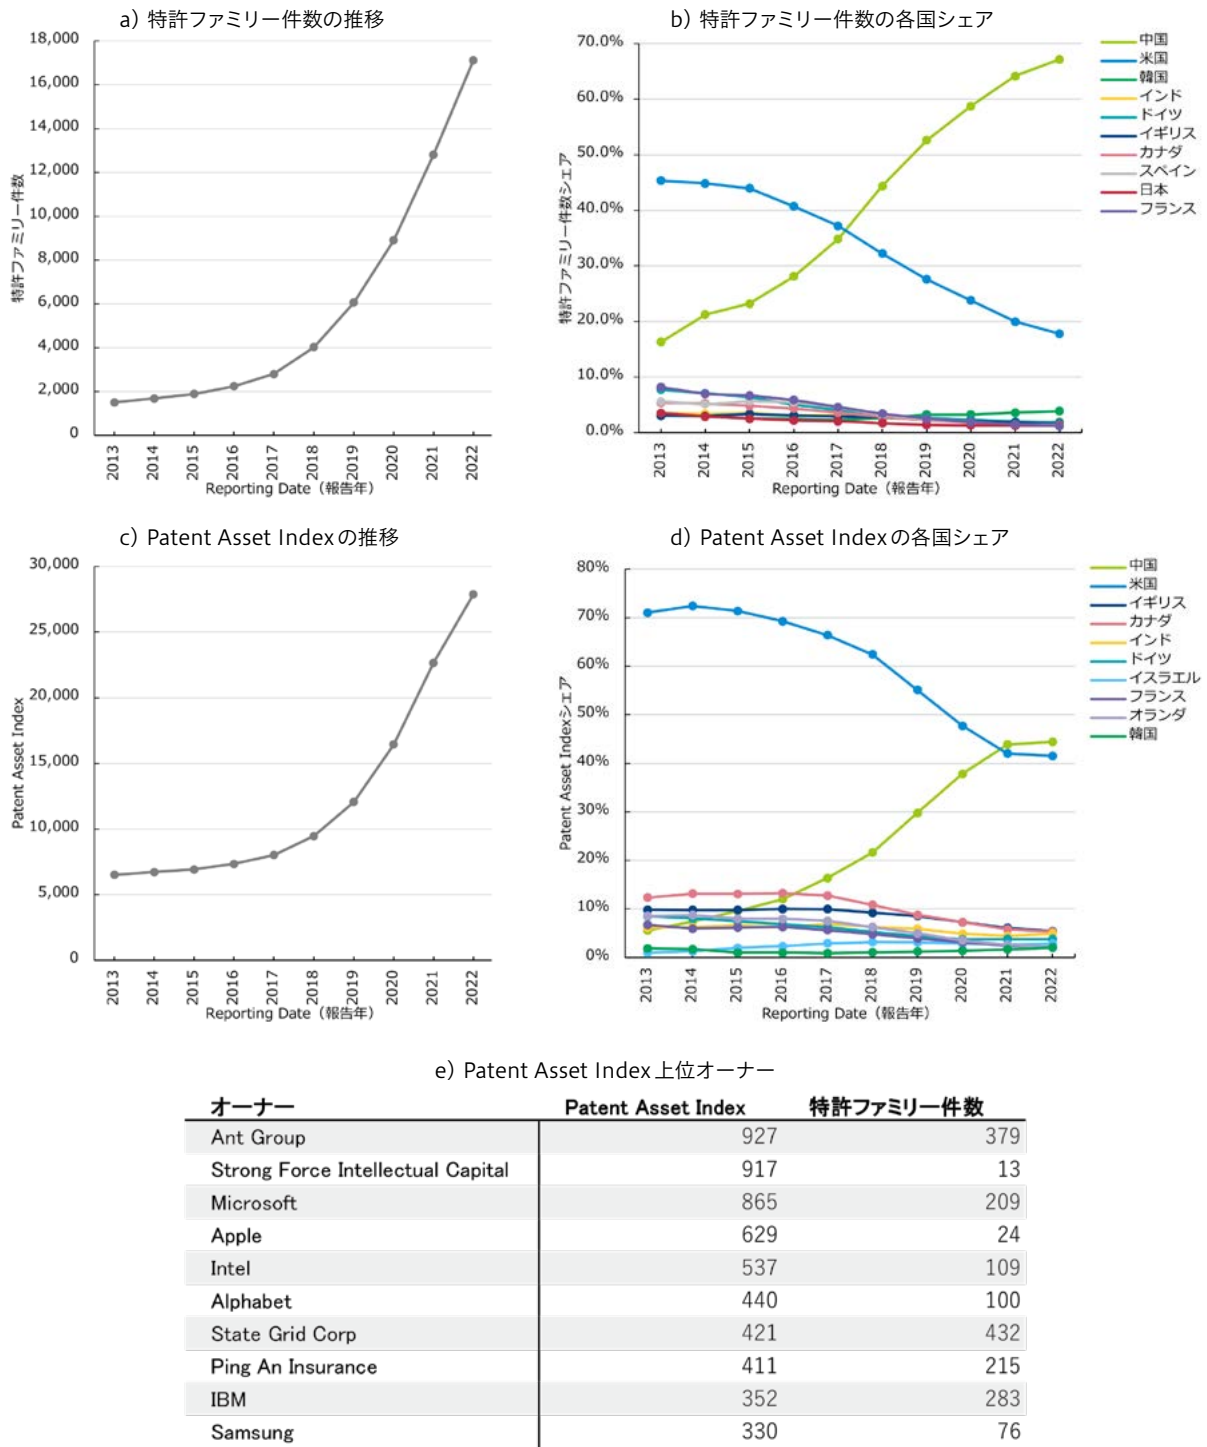 a）特許ファミリー件数の推移
18,000
16,000
14,000
12,000
10,000
8,000
6,000
4,000
2,000
0
特許ファミリー件数
2013
2014
2015
2016
2017
2018
2019
2020
2021
2022
Reporting Date（報告年）
b）特許ファミリー件数の各国シェア
70.0%
60.0%
50.0%
40.0%
30.0%
20.0%
10.0%
0.0%
特許ファミリー件数シェア
2013
2014
2015
2016
2017
2018
2019
2020
2021
2022
Reporting Date（報告年）
中国
米国
韓国
インド
ドイツ
イギリス
カナダ
スペイン
日本
フランス
c）Patent Asset Indexの推移
30,000
25,000
20,000
15,000
10,000
5,000
0
Patent Asset Index
2013
2014
2015
2016
2017
2018
2019
2020
2021
2022
Reporting Date（報告年）
d）Patent Asset Indexの各国シェア
80%
70%
60%
50%
40%
30%
20%
10%
0%
Patent Asset Indexシェア
2013
2014
2015
2016
2017
2018
2019
2020
2021
2022
Reporting Date（報告年）
中国
米国
イギリス
カナダ
インド
ドイツ
イスラエル
フランス
オランダ
韓国
e）Patent Asset Index上位オーナー
オーナー Patent Asset Index 特許ファミリー件数
Ant Group 927 379
Strong Force Intellectual Capital 917 13
Microsoft 865 209
Apple 629 24
Intel 537 109
Alphabet 440 100
State Grid Corp 421 432
Ping An Insurance 411 215
IBM 352 283
Samsung 330 76